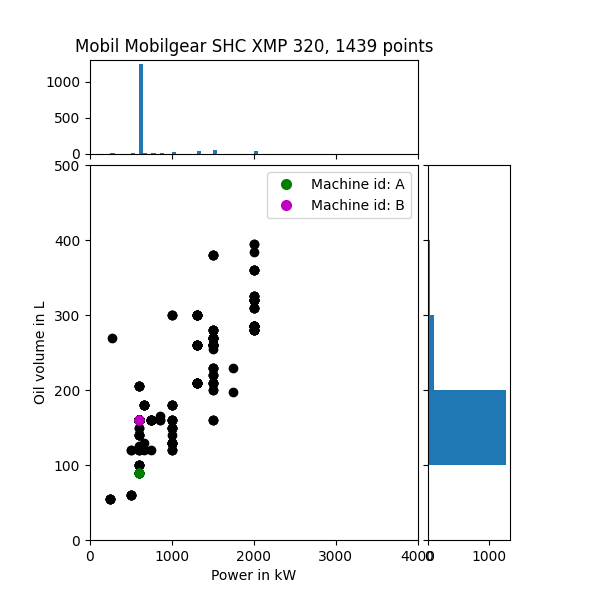 Mobil Mobilgear SHC XMP 320, 1439 points
1000
500
0
500
400
300
200
100
0
Oil volume in L
Machine id: A
Machine id: B
0 1000 2000 3000 4000
Power in kW
0 1000